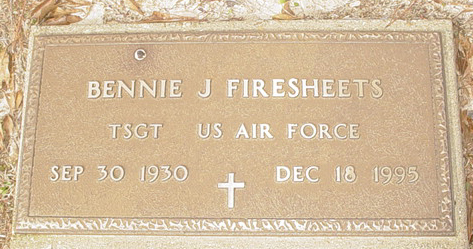 BENNIE J FIRESHEETS
TSGT US AIR FORCE
SEP 30 1930 DEC 18 1995